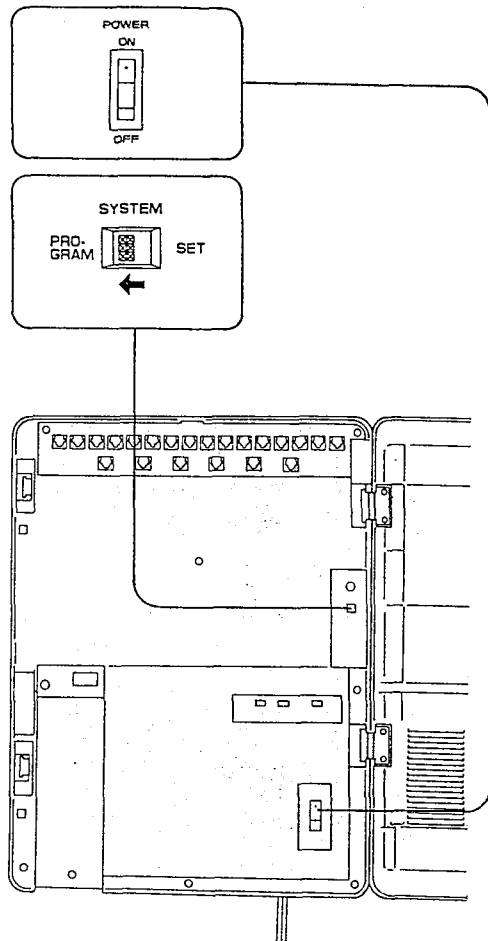 POWER
ON
OFF
SYSTEM
PRO-
GRAM
SET